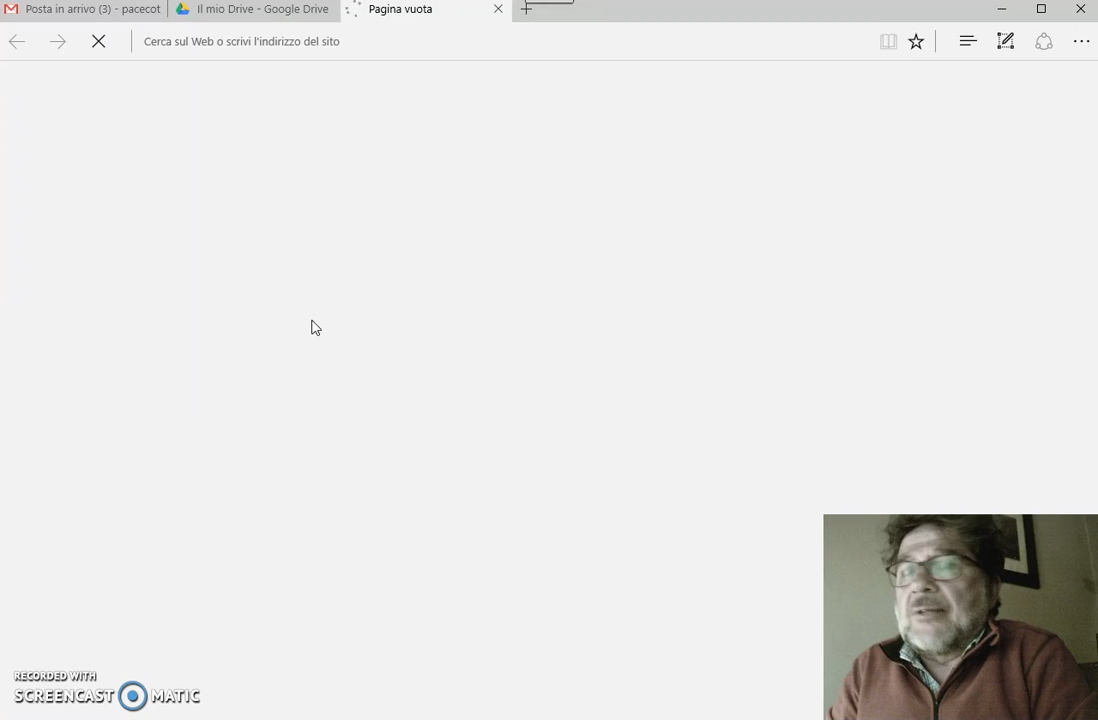 Posta in arrivo (3) - pacecot
Il mio Drive - Google Drive
Pagina vuota
Cerca sul Web o scrivi l'indirizzo del sito
RECORDED WITH
SCREENCAST MATIC